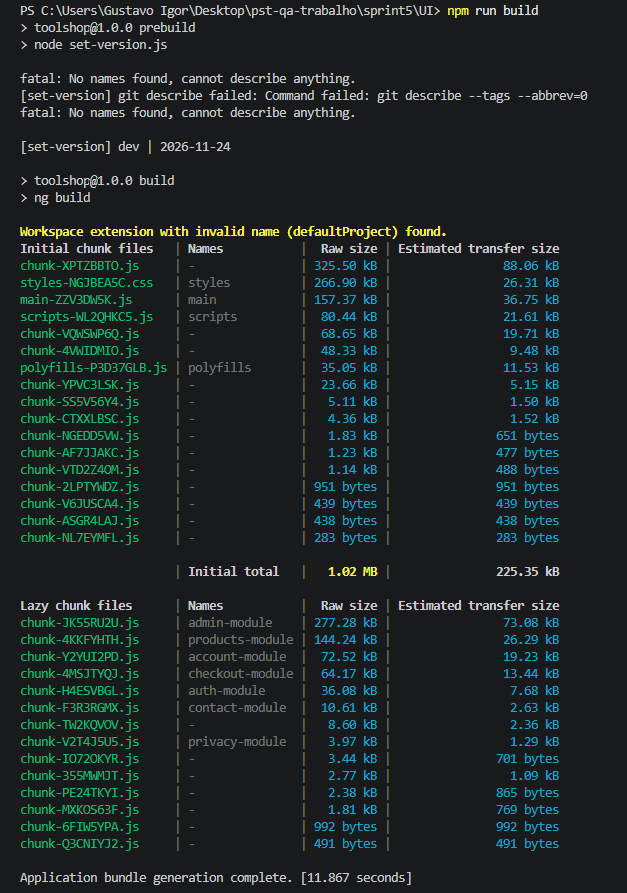 PS C:\Users\Gustavo Igor\Desktop\pst-qa-trabalho\sprint5\UI> npm run build
> toolshop@1.0.0 prebuild
> node set-version.js
fatal: No names found, cannot describe anything.
[set-version] git describe failed: Command failed: git describe --tags --abbrev=0
fatal: No names found, cannot describe anything.
[set-version] dev | 2026-11-24
> toolshop@1.0.0 build
> ng build
Workspace extension with invalid name (defaultProject) found.
Initial chunk files | Names | Raw size | Estimated transfer size
chunk-XPTZBBTO.js | - | 325.50 kB | 88.06 kB
styles-NGJBEA5C.css | styles | 266.90 kB | 26.31 kB
main-ZZV3DW5K.js | main | 157.37 kB | 36.75 kB
scripts-WL2QHKC5.js | scripts | 80.44 kB | 21.61 kB
chunk-VQWSWP6Q.js | - | 68.65 kB | 19.71 kB
chunk-4VWIDMIO.js | - | 48.33 kB | 9.48 kB
polyfills-P3D37GLB.js | polyfills | 35.05 kB | 11.53 kB
chunk-YPVC3LSK.js | - | 23.66 kB | 5.15 kB
chunk-SS5V56Y4.js | - | 5.11 kB | 1.50 kB
chunk-CTXXLBSC.js | - | 4.36 kB | 1.52 kB
chunk-NGEDD5VW.js | - | 1.83 kB | 651 bytes
chunk-AF7JJAKC.js | - | 1.23 kB | 477 bytes
chunk-VTD2Z4OM.js | - | 1.14 kB | 488 bytes
chunk-2LPTYWDZ.js | - | 951 bytes | 951 bytes
chunk-V6JUSCA4.js | - | 439 bytes | 439 bytes
chunk-ASGR4LAJ.js | - | 438 bytes | 438 bytes
chunk-NL7EYMFL.js | - | 283 bytes | 283 bytes
| Initial total | 1.02 MB | 225.35 kB
Lazy chunk files | Names | Raw size | Estimated transfer size
chunk-JK55RU2U.js | admin-module | 277.28 kB | 73.08 kB
chunk-4KKFYHTH.js | products-module | 144.24 kB | 26.29 kB
chunk-Y2YUI2PD.js | account-module | 72.52 kB | 19.23 kB
chunk-4MSJTYQJ.js | checkout-module | 64.17 kB | 13.44 kB
chunk-H4ESVBGL.js | auth-module | 36.08 kB | 7.68 kB
chunk-F3R3RGMX.js | contact-module | 10.61 kB | 2.63 kB
chunk-TW2KQVOV.js | - | 8.60 kB | 2.36 kB
chunk-V2T4J5U5.js | privacy-module | 3.97 kB | 1.29 kB
chunk-IO72OKYR.js | - | 3.44 kB | 701 bytes
chunk-355MWMJT.js | - | 2.77 kB | 1.09 kB
chunk-PE24TKYI.js | - | 2.38 kB | 865 bytes
chunk-MXKOS63F.js | - | 1.81 kB | 769 bytes
chunk-6FIW5YPA.js | - | 992 bytes | 992 bytes
chunk-Q3CNIYJ2.js | - | 491 bytes | 491 bytes
Application bundle generation complete. [11.867 seconds]